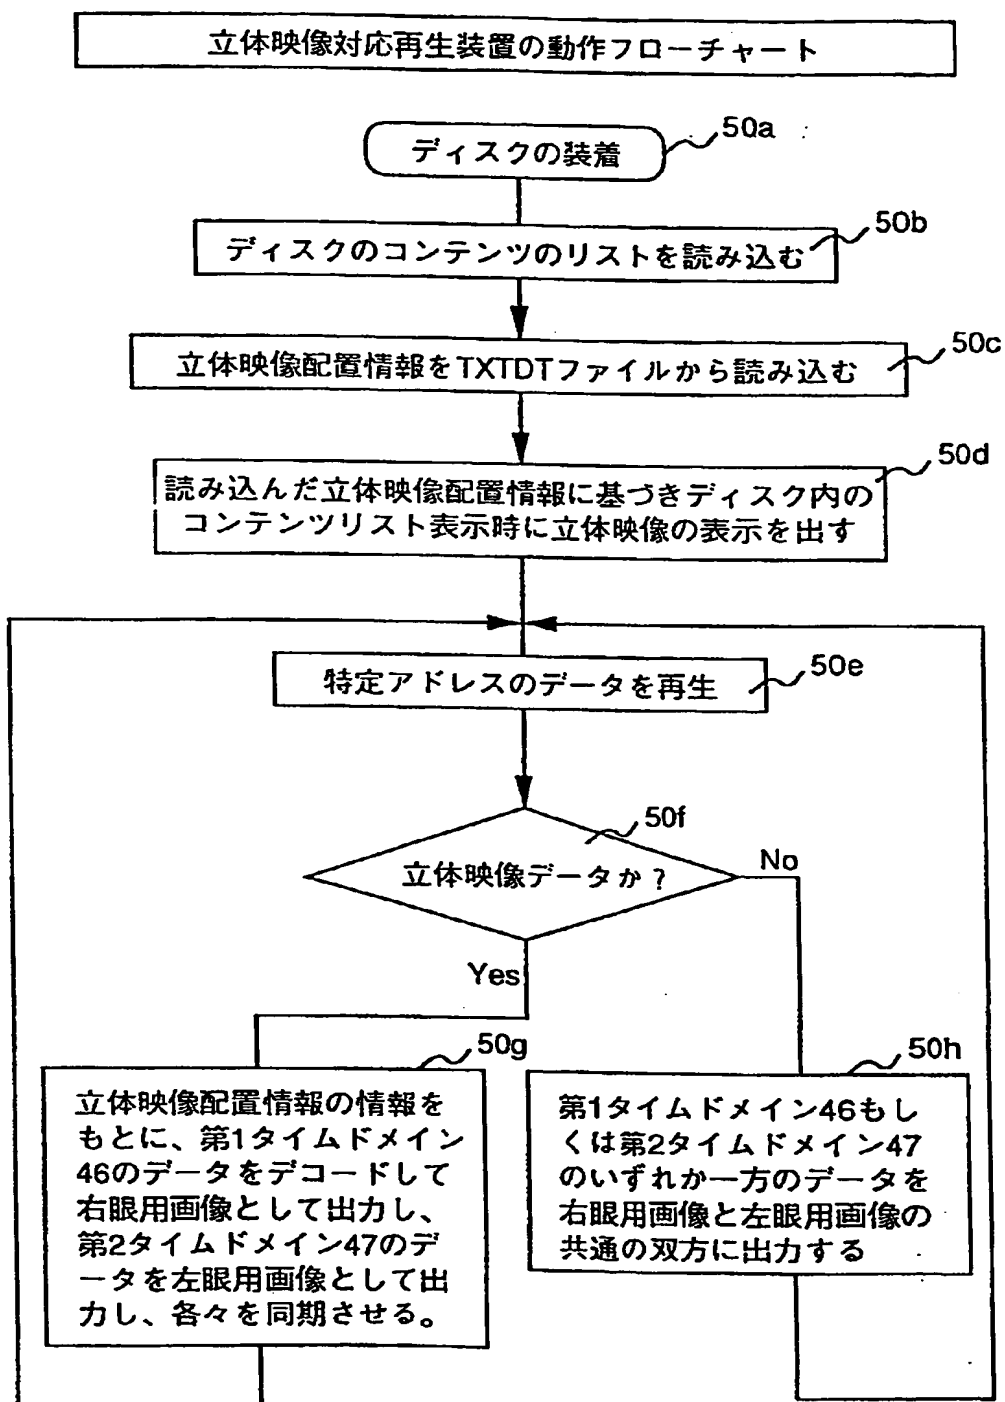 立体映像対応再生装置の動作フローチャート
50a
ディスクの装着
50b
ディスクのコンテンツのリストを読み込む
50c
立体映像配置情報をTXTDTファイルから読み込む
50d
読み込んだ立体映像配置情報に基づきディスク内の
コンテンツリスト表示時に立体映像の表示を出す
50e
特定アドレスのデータを再生
50f
立体映像データか？
No
Yes
50g
立体映像配置情報の情報を
もとに、第1タイムドメイン
46のデータをデコードして
右眼用画像として出力し、
第2タイムドメイン47のデ
ータを左眼用画像として出
力し、各々を同期させる。
50h
第1タイムドメイン46もし
くは第2タイムドメイン47
のいずれか一方のデータを
右眼用画像と左眼用画像の
共通の双方に出力する